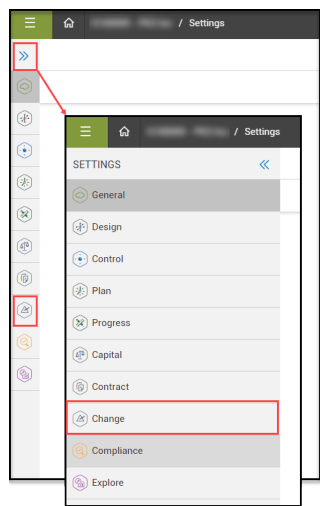 / Settings
/ Settings
SETTINGS
General
Design
Control
Plan
Progress
Capital
Contract
Change
Compliance
Explore